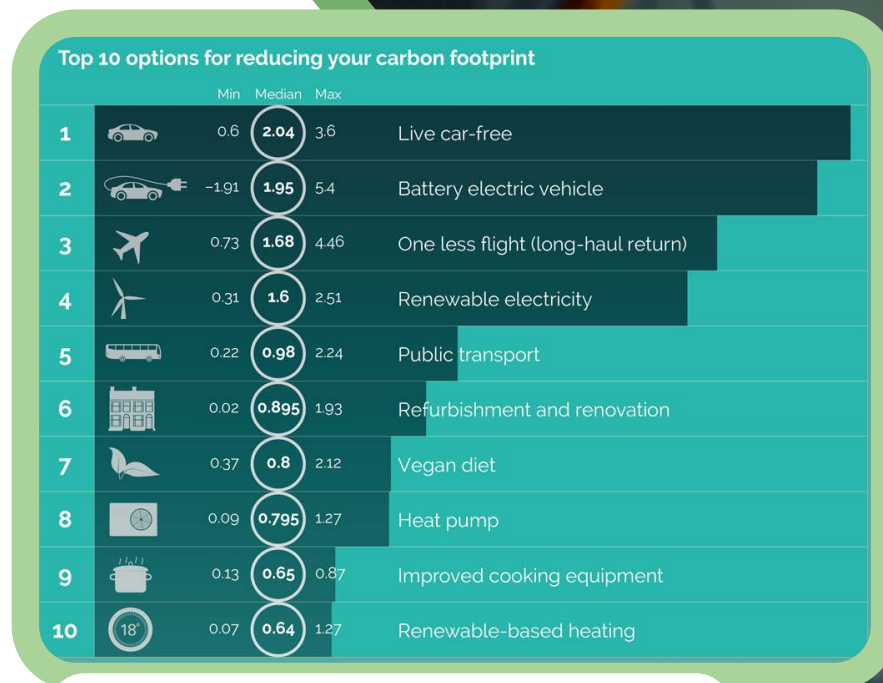 Top 10 options for reducing your carbon footprint
Min Median Max
1 0.6 2.04 3.6 Live car-free
2 −1.91 1.95 5.4 Battery electric vehicle
3 0.73 1.68 4.46 One less flight (long-haul return)
4 0.31 1.6 2.51 Renewable electricity
5 0.22 0.98 2.24 Public transport
6 0.02 0.895 1.93 Refurbishment and renovation
7 0.37 0.8 2.12 Vegan diet
8 0.09 0.795 1.27 Heat pump
9 0.13 0.65 0.87 Improved cooking equipment
10 18° 0.07 0.64 1.27 Renewable-based heating